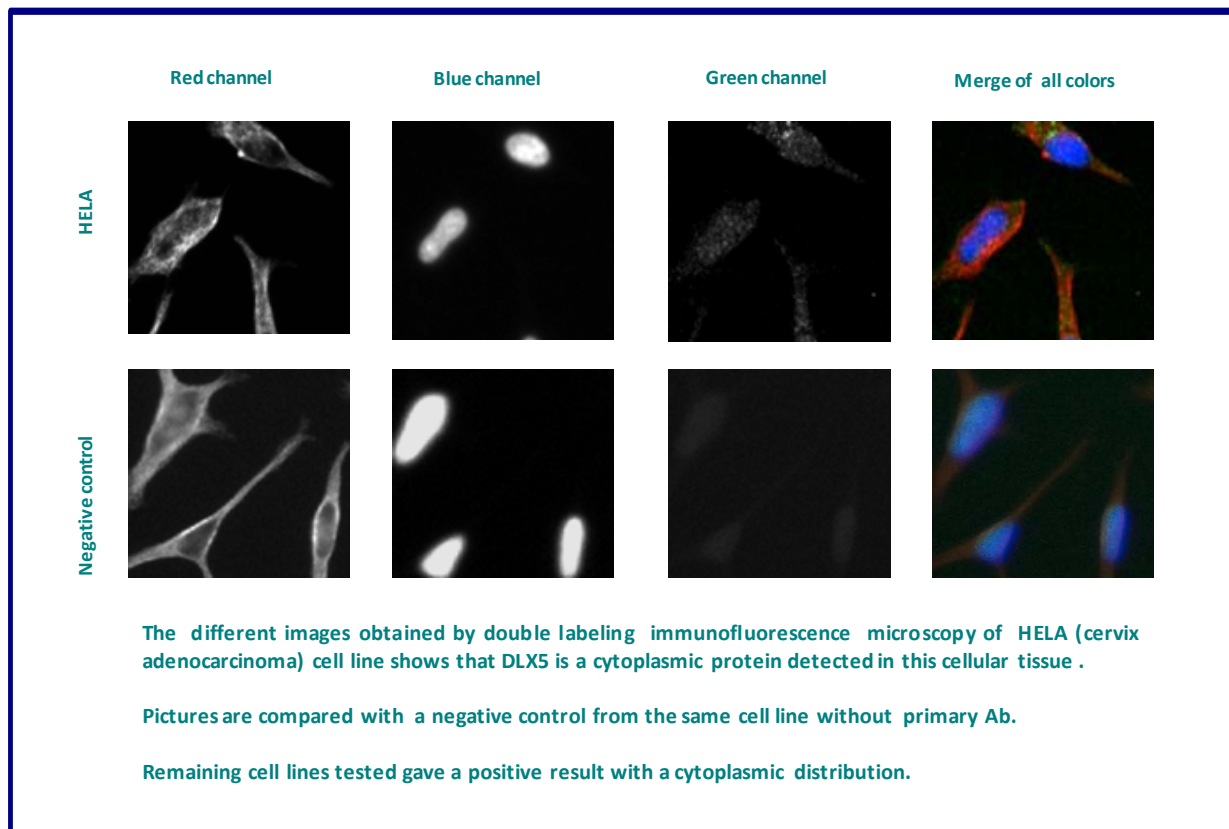 Red channel
Blue channel
Green channel
Merge of all colors
HELA
Negative control
The different images obtained by double labeling immunofluorescence microscopy of HELA (cervix
adenocarcinoma) cell line shows that DLX5 is a cytoplasmic protein detected in this cellular tissue .
Pictures are compared with a negative control from the same cell line without primary Ab.
Remaining cell lines tested gave a positive result with a cytoplasmic distribution.